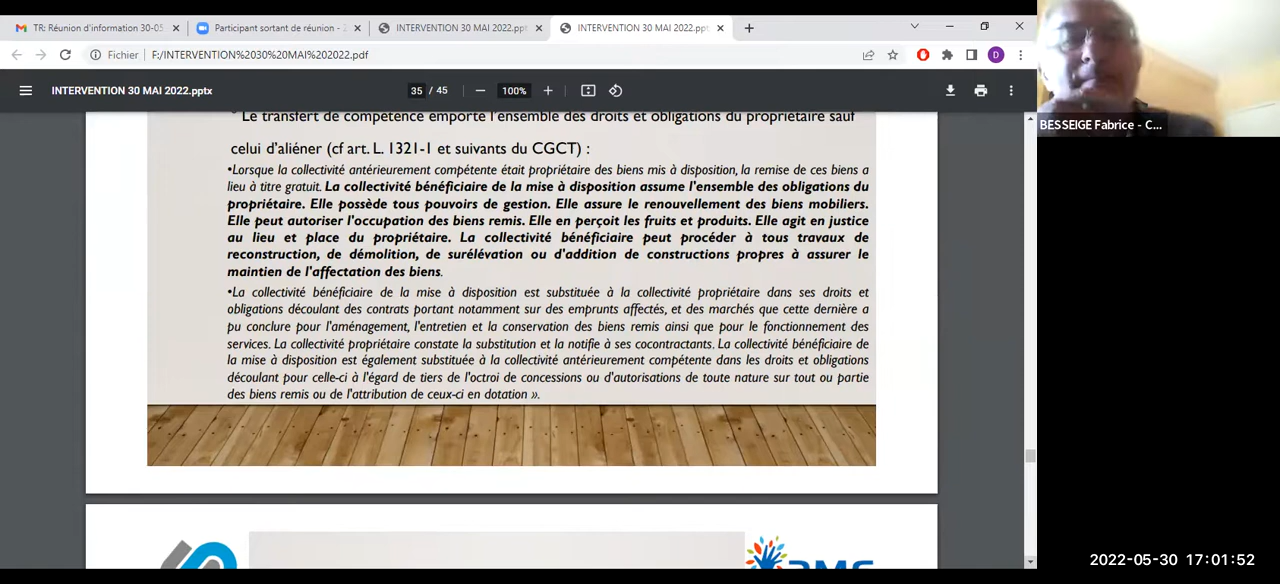 TR: Réunion d'information 30-05
Participant sortant de réunion - Z
INTERVENTION 30 MAI 2022.ppt
INTERVENTION 30 MAI 2022.ppt
Fichier
F:/INTERVENTION%2030%20MAI%202022.pdf
D
INTERVENTION 30 MAI 2022.pptx
35 / 45
100%
BESSEIGE Fabrice - C...
Le transfert de compétence emporte l'ensemble des droits et obligations du propriétaire sauf
celui d'aliéner (cf art. L. 1321-1 et suivants du CGCT) :
•Lorsque la collectivité antérieurement compétente était propriétaire des biens mis à disposition, la remise de ces biens a
lieu à titre gratuit. La collectivité bénéficiaire de la mise à disposition assume l'ensemble des obligations du
propriétaire. Elle possède tous pouvoirs de gestion. Elle assure le renouvellement des biens mobiliers.
Elle peut autoriser l'occupation des biens remis. Elle en perçoit les fruits et produits. Elle agit en justice
au lieu et place du propriétaire. La collectivité bénéficiaire peut procéder à tous travaux de
reconstruction, de démolition, de surélévation ou d'addition de constructions propres à assurer le
maintien de l'affectation des biens.
•La collectivité bénéficiaire de la mise à disposition est substituée à la collectivité propriétaire dans ses droits et
obligations découlant des contrats portant notamment sur des emprunts affectés, et des marchés que cette dernière a
pu conclure pour l'aménagement, l'entretien et la conservation des biens remis ainsi que pour le fonctionnement des
services. La collectivité propriétaire constate la substitution et la notifie à ses cocontractants. La collectivité bénéficiaire de
la mise à disposition est également substituée à la collectivité antérieurement compétente dans les droits et obligations
découlant pour celle-ci à l'égard de tiers de l'octroi de concessions ou d'autorisations de toute nature sur tout ou partie
des biens remis ou de l'attribution de ceux-ci en dotation ».
2022-05-30 17:01:52